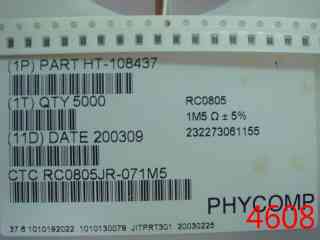 (1P) PART HT-108437
(1T) QTY 5000
RC0805
1M5 Ω ± 5%
232273061155
(11D) DATE 200309
CTC RC0805JR-071M5
PHYCOMP
4608
37.6 1010192022 1010130079 JITPRT301 20030225